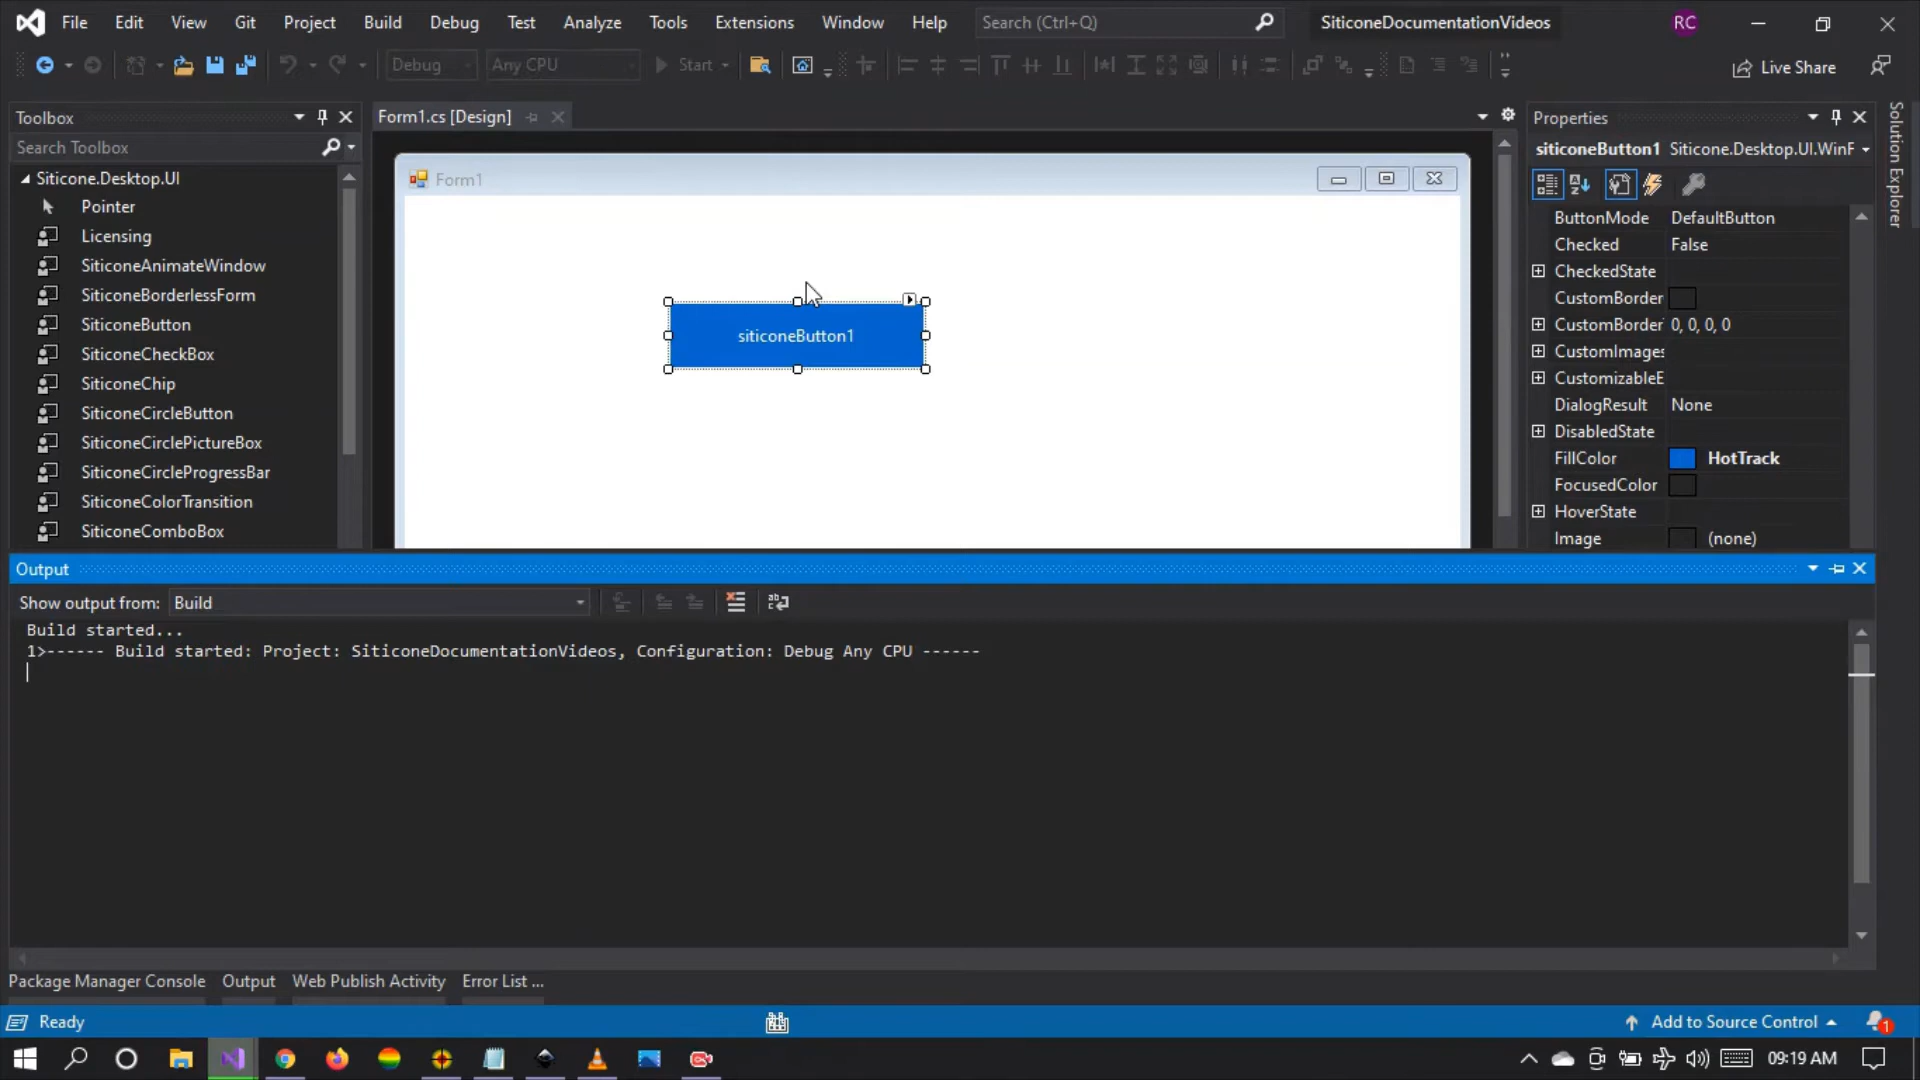 File Edit View Git Project Build Debug Test Analyze Tools Extensions Window Help Search (Ctrl+Q) SiticoneDocumentationVideos RC
Debug Any CPU Start Live Share
Toolbox
Search Toolbox
Siticone.Desktop.UI
Pointer
Licensing
SiticoneAnimateWindow
SiticoneBorderlessForm
SiticoneButton
SiticoneCheckBox
SiticoneChip
SiticoneCircleButton
SiticoneCirclePictureBox
SiticoneCircleProgressBar
SiticoneColorTransition
SiticoneComboBox
Form1.cs [Design]
Form1
siticoneButton1
Properties
siticoneButton1 Siticone.Desktop.UI.WinF
ButtonMode DefaultButton
Checked False
CheckedState
CustomBorder
CustomBorder 0, 0, 0, 0
CustomImages
CustomizableE
DialogResult None
DisabledState
FillColor HotTrack
FocusedColor
HoverState
Image (none)
Solution Explorer
Output
Show output from: Build
Build started...
1>------ Build started: Project: SiticoneDocumentationVideos, Configuration: Debug Any CPU ------
Package Manager Console Output Web Publish Activity Error List ...
Ready Add to Source Control 1
09:19 AM